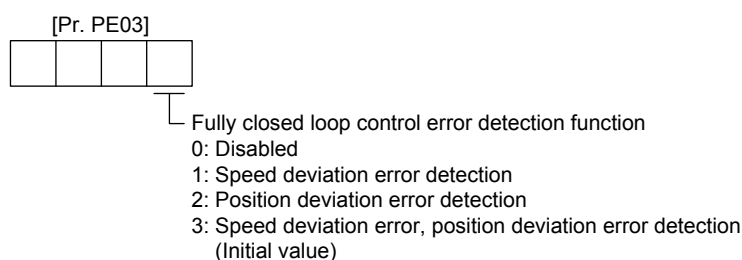 [Pr. PE03]
Fully closed loop control error detection function
0: Disabled
1: Speed deviation error detection
2: Position deviation error detection
3: Speed deviation error, position deviation error detection
(Initial value)